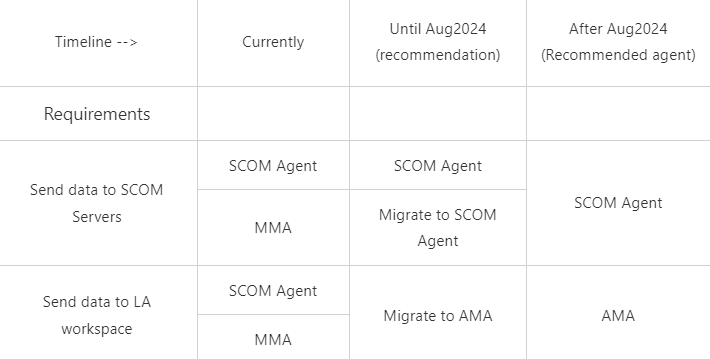 Timeline -->
Currently
Until Aug2024
(recommendation)
After Aug2024
(Recommended agent)
Requirements
Send data to SCOM
Servers
SCOM Agent
SCOM Agent
SCOM Agent
MMA
Migrate to SCOM
Agent
Send data to LA
workspace
SCOM Agent
Migrate to AMA
AMA
MMA